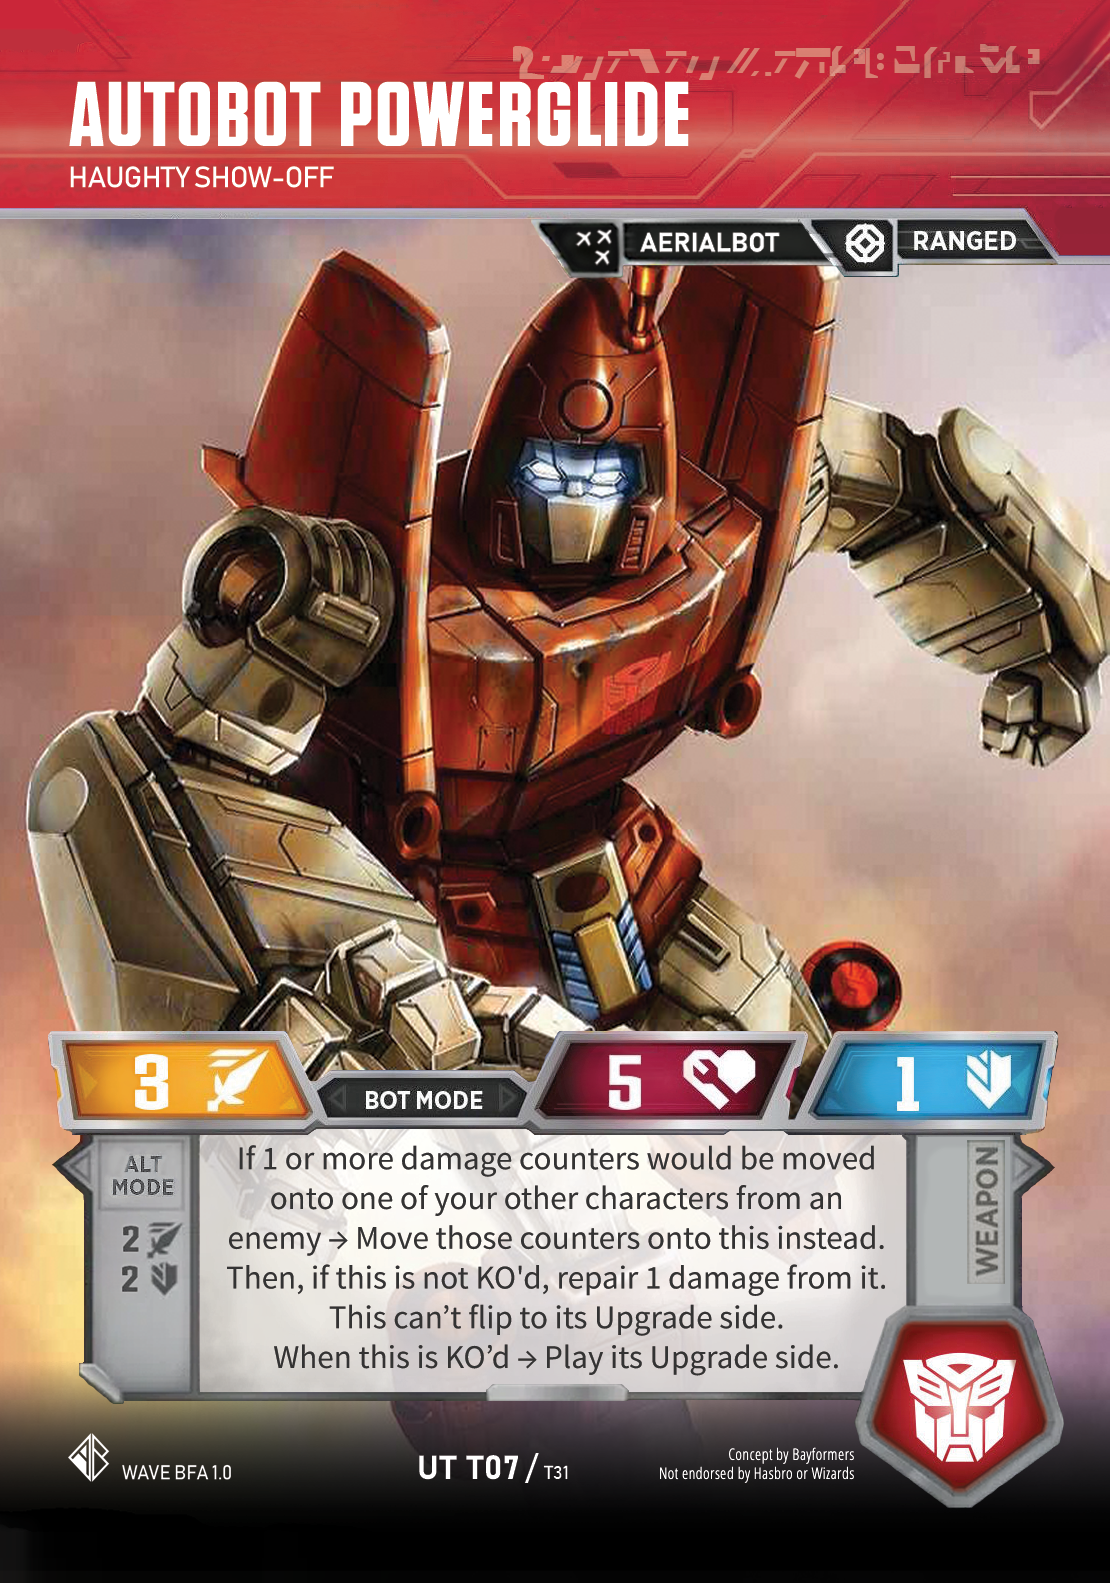 AUTOBOT POWERGLIDE
HAUGHTY SHOW-OFF
AERIALBOT
RANGED
3
BOT MODE
5
1
ALT
MODE
2
2
If 1 or more damage counters would be moved
onto one of your other characters from an
enemy → Move those counters onto this instead.
Then, if this is not KO'd, repair 1 damage from it.
This can’t flip to its Upgrade side.
When this is KO’d → Play its Upgrade side.
WEAPON
WAVE BFA 1.0
UT T07 / T31
Concept by Bayformers
Not endorsed by Hasbro or Wizards